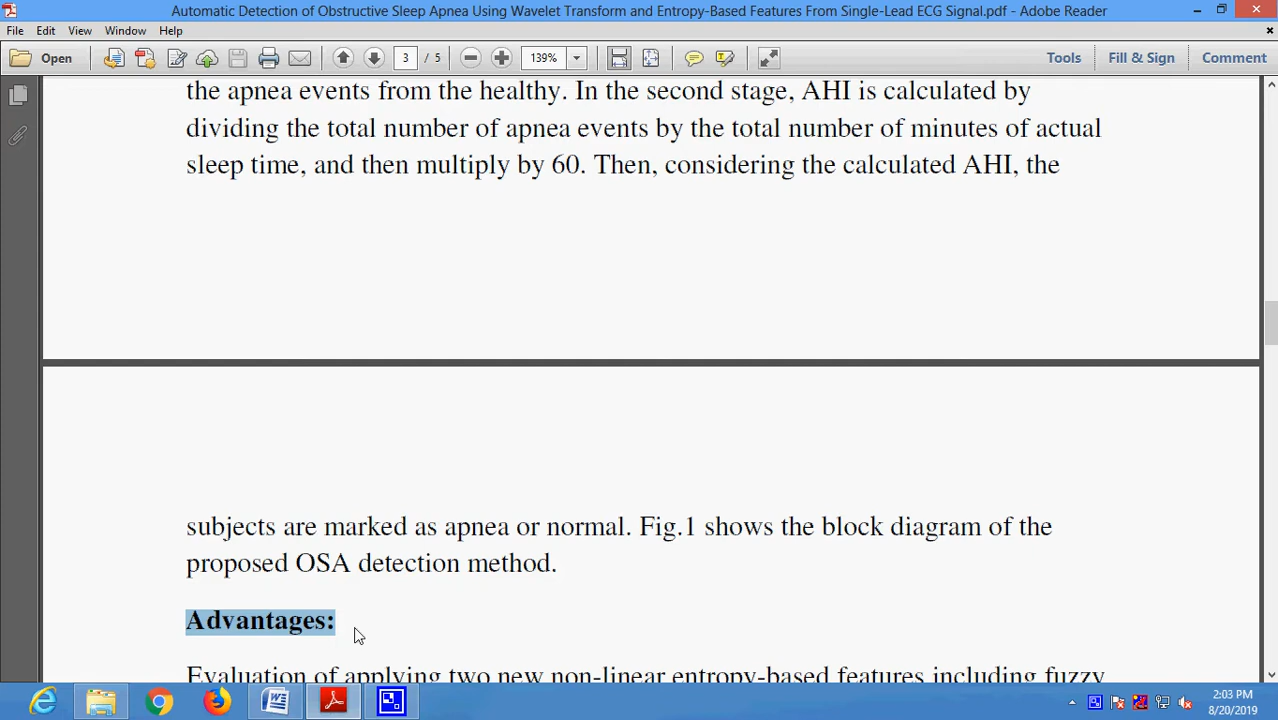 Automatic Detection of Obstructive Sleep Apnea Using Wavelet Transform and Entropy-Based Features From Single-Lead ECG Signal.pdf - Adobe Reader
File Edit View Window Help
Open 3 / 5 139% Tools Fill & Sign Comment
the apnea events from the healthy. In the second stage, AHI is calculated by
dividing the total number of apnea events by the total number of minutes of actual
sleep time, and then multiply by 60. Then, considering the calculated AHI, the
subjects are marked as apnea or normal. Fig.1 shows the block diagram of the
proposed OSA detection method.
Advantages:
Evaluation of applying two new non-linear entropy-based features including fuzzy
2:03 PM
8/20/2019